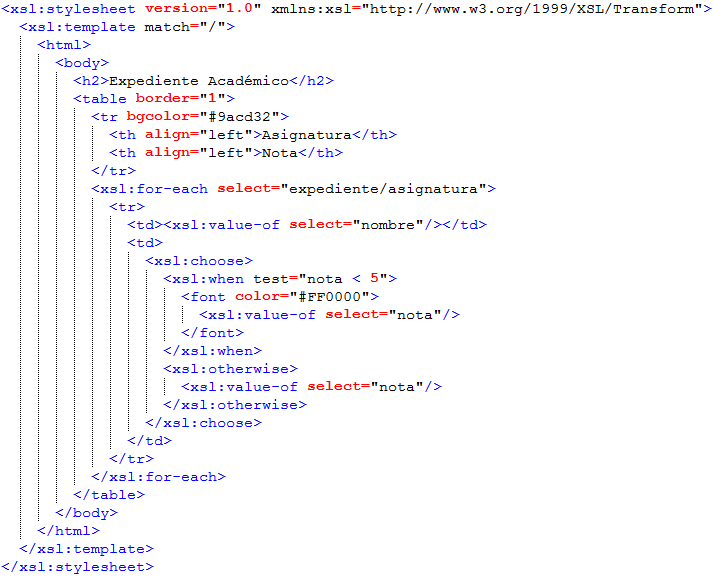 <xsl:stylesheet version="1.0" xmlns:xsl="http://www.w3.org/1999/XSL/Transform">
<xsl:template match="/">
<html>
<body>
<h2>Expediente Académico</h2>
<table border="1">
<tr bgcolor="#9acd32">
<th align="left">Asignatura</th>
<th align="left">Nota</th>
</tr>
<xsl:for-each select="expediente/asignatura">
<tr>
<td><xsl:value-of select="nombre"/></td>
<td>
<xsl:choose>
<xsl:when test="nota < 5">
<font color="#FF0000">
<xsl:value-of select="nota"/>
</font>
</xsl:when>
<xsl:otherwise>
<xsl:value-of select="nota"/>
</xsl:otherwise>
</xsl:choose>
</td>
</tr>
</xsl:for-each>
</table>
</body>
</html>
</xsl:template>
</xsl:stylesheet>